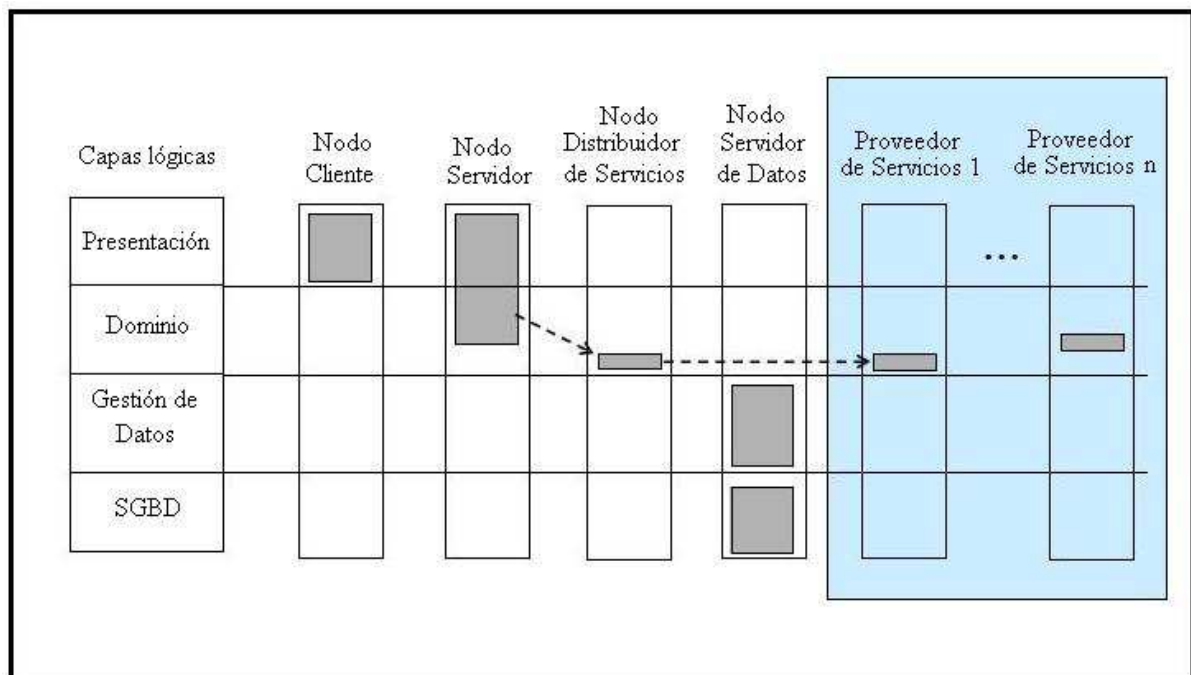 Capas lógicas
Nodo
Cliente
Nodo
Servidor
Nodo
Distribuidor
de Servicios
Nodo
Servidor
de Datos
Proveedor
de Servicios 1
Proveedor
de Servicios n
Presentación
...
Dominio
Gestión de
Datos
SGBD